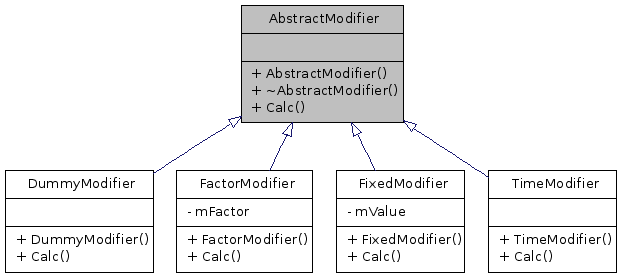 AbstractModifier
+ AbstractModifier()
+ ~AbstractModifier()
+ Calc()
DummyModifier
+ DummyModifier()
+ Calc()
FactorModifier
- mFactor
+ FactorModifier()
+ Calc()
FixedModifier
- mValue
+ FixedModifier()
+ Calc()
TimeModifier
+ TimeModifier()
+ Calc()